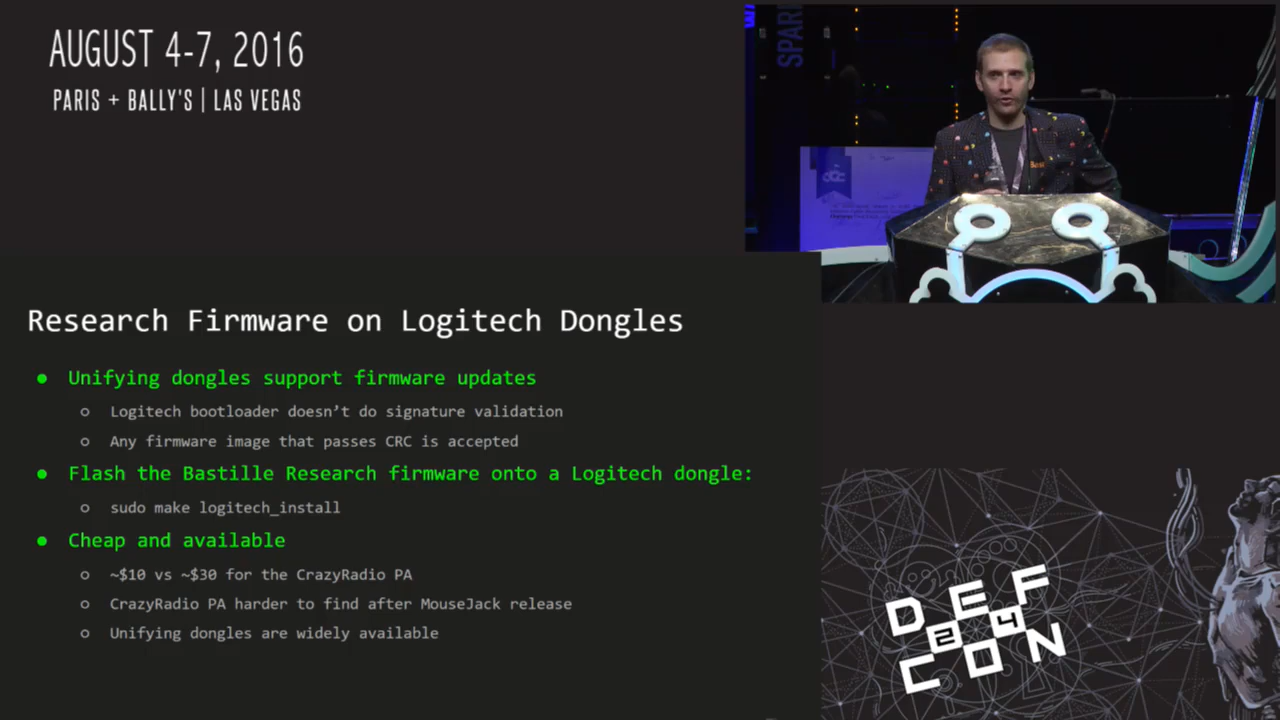 AUGUST 4-7, 2016
PARIS + BALLY'S | LAS VEGAS
SPAR
Research Firmware on Logitech Dongles
● Unifying dongles support firmware updates
○ Logitech bootloader doesn't do signature validation
○ Any firmware image that passes CRC is accepted
● Flash the Bastille Research firmware onto a Logitech dongle:
○ sudo make logitech_install
● Cheap and available
○ ~$10 vs ~$30 for the CrazyRadio PA
○ CrazyRadio PA harder to find after MouseJack release
○ Unifying dongles are widely available
DEF
24
CON